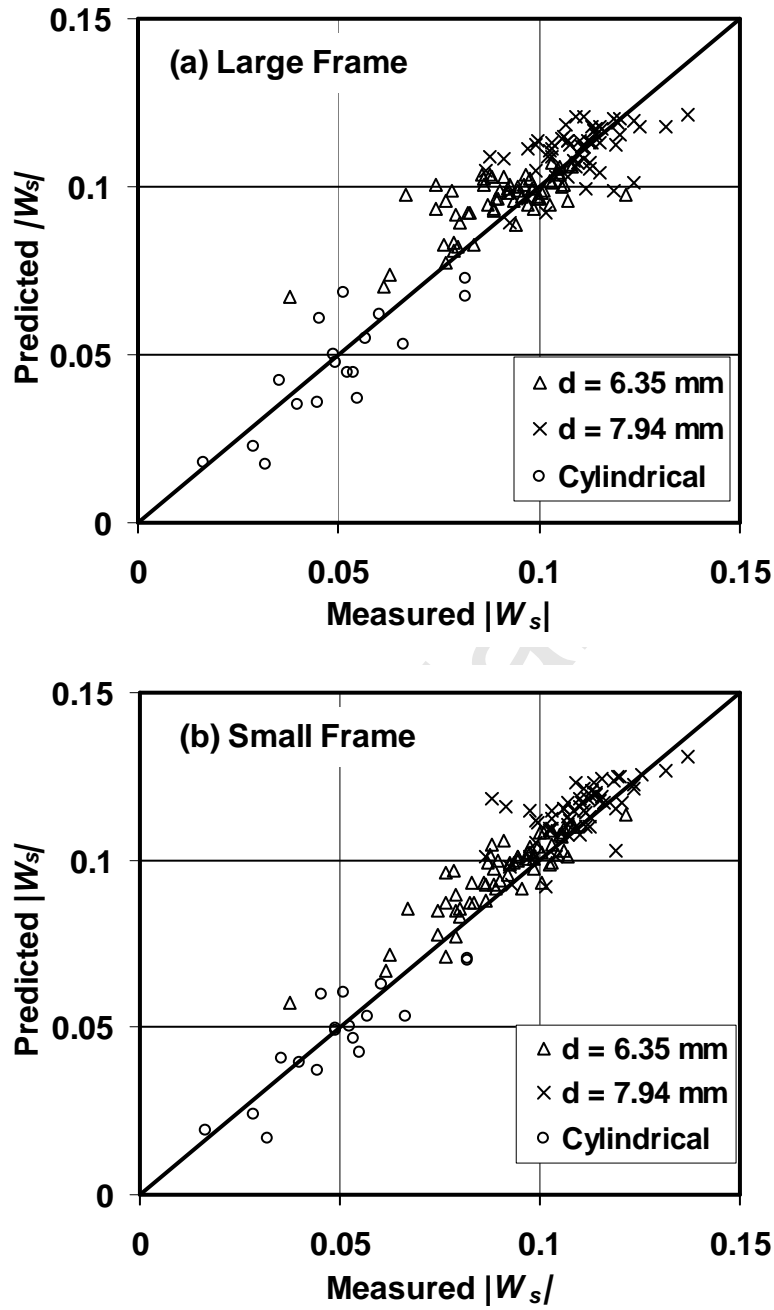 0.15
(a) Large Frame
0.1
Predicted |Ws|
0.05
d = 6.35 mm
d = 7.94 mm
Cylindrical
0
0 0.05 0.1 0.15
Measured |Ws|
0.15
(b) Small Frame
0.1
Predicted |Ws|
0.05
d = 6.35 mm
d = 7.94 mm
Cylindrical
0
0 0.05 0.1 0.15
Measured |Ws|